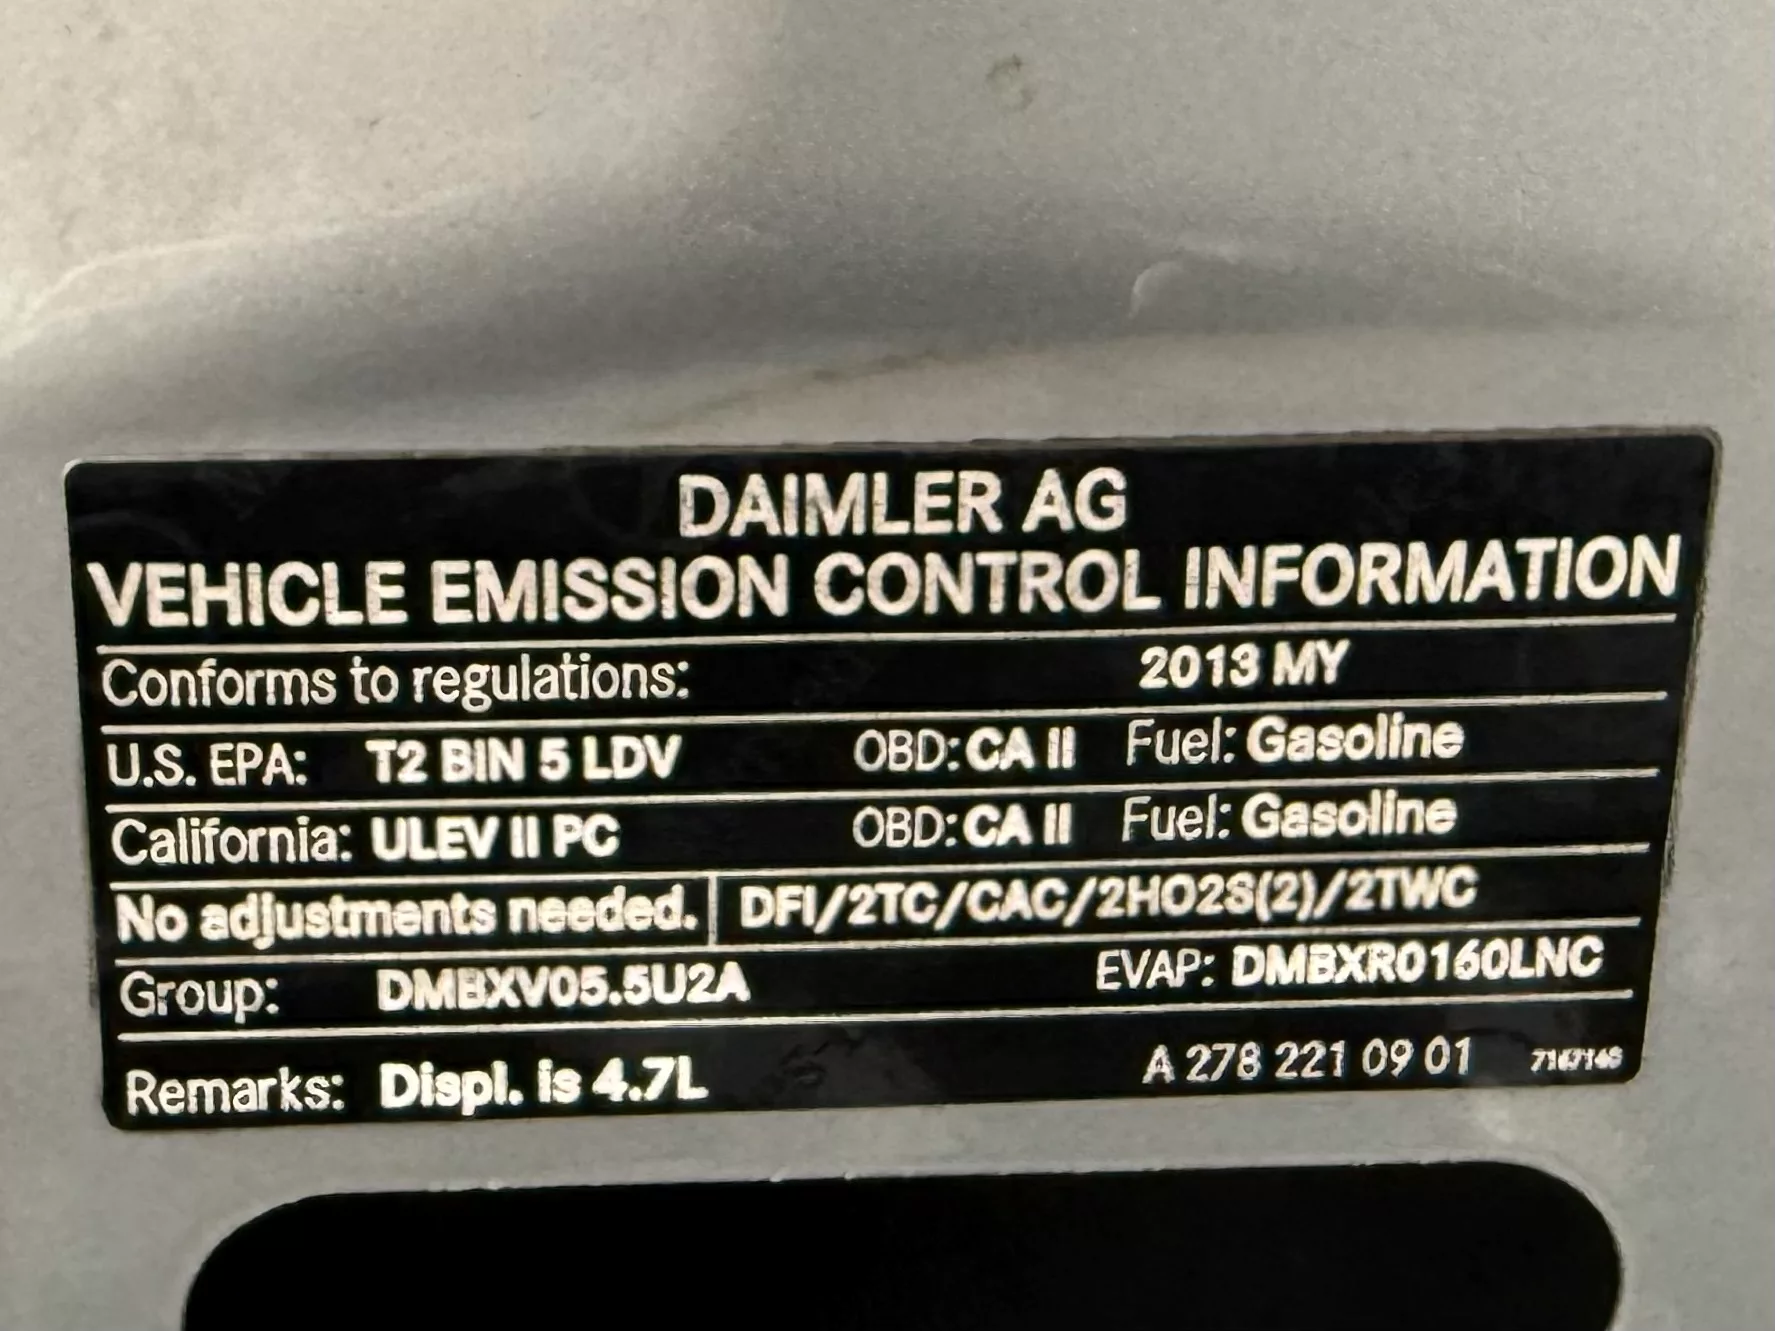 DAIMLER AG
VEHICLE EMISSION CONTROL INFORMATION
Conforms to regulations: 2013 MY
U.S. EPA: T2 BIN 5 LDV OBD: CA II Fuel: Gasoline
California: ULEV II PC OBD: CA II Fuel: Gasoline
No adjustments needed. DFI/2TC/CAC/2HO2S(2)/2TWC
Group: DMBXV05.5U2A EVAP: DMBXR0160LNC
Remarks: Displ. is 4.7L A 278 221 09 01